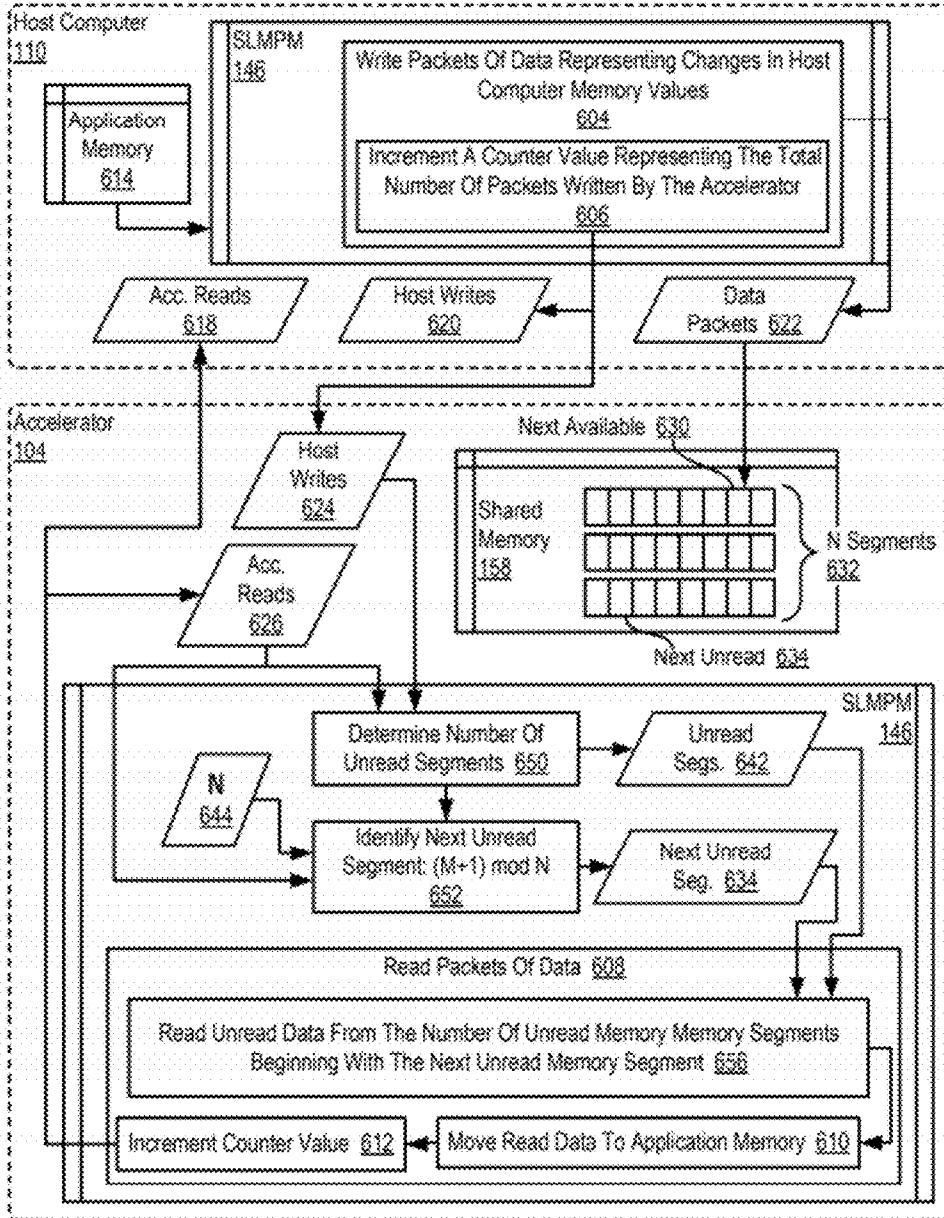 Host Computer
110
SLMPM
146
Write Packets Of Data Representing Changes In Host
Computer Memory Values
604
Increment A Counter Value Representing The Total
Number Of Packets Written By The Accelerator
606
Application
Memory
614
Acc. Reads
618
Host Writes
620
Data
Packets 622
Accelerator
104
Host
Writes
624
Next Available 630
Shared
Memory
158
N Segments
632
Acc.
Reads
626
Next Unread 634
SLMPM
146
Determine Number Of
Unread Segments 650
Unread
Segs. 642
N
644
Identify Next Unread
Segment: (M+1) mod N
652
Next Unread
Seg. 634
Read Packets Of Data 608
Read Unread Data From The Number Of Unread Memory Memory Segments
Beginning With The Next Unread Memory Segment 656
Increment Counter Value 612
Move Read Data To Application Memory 610